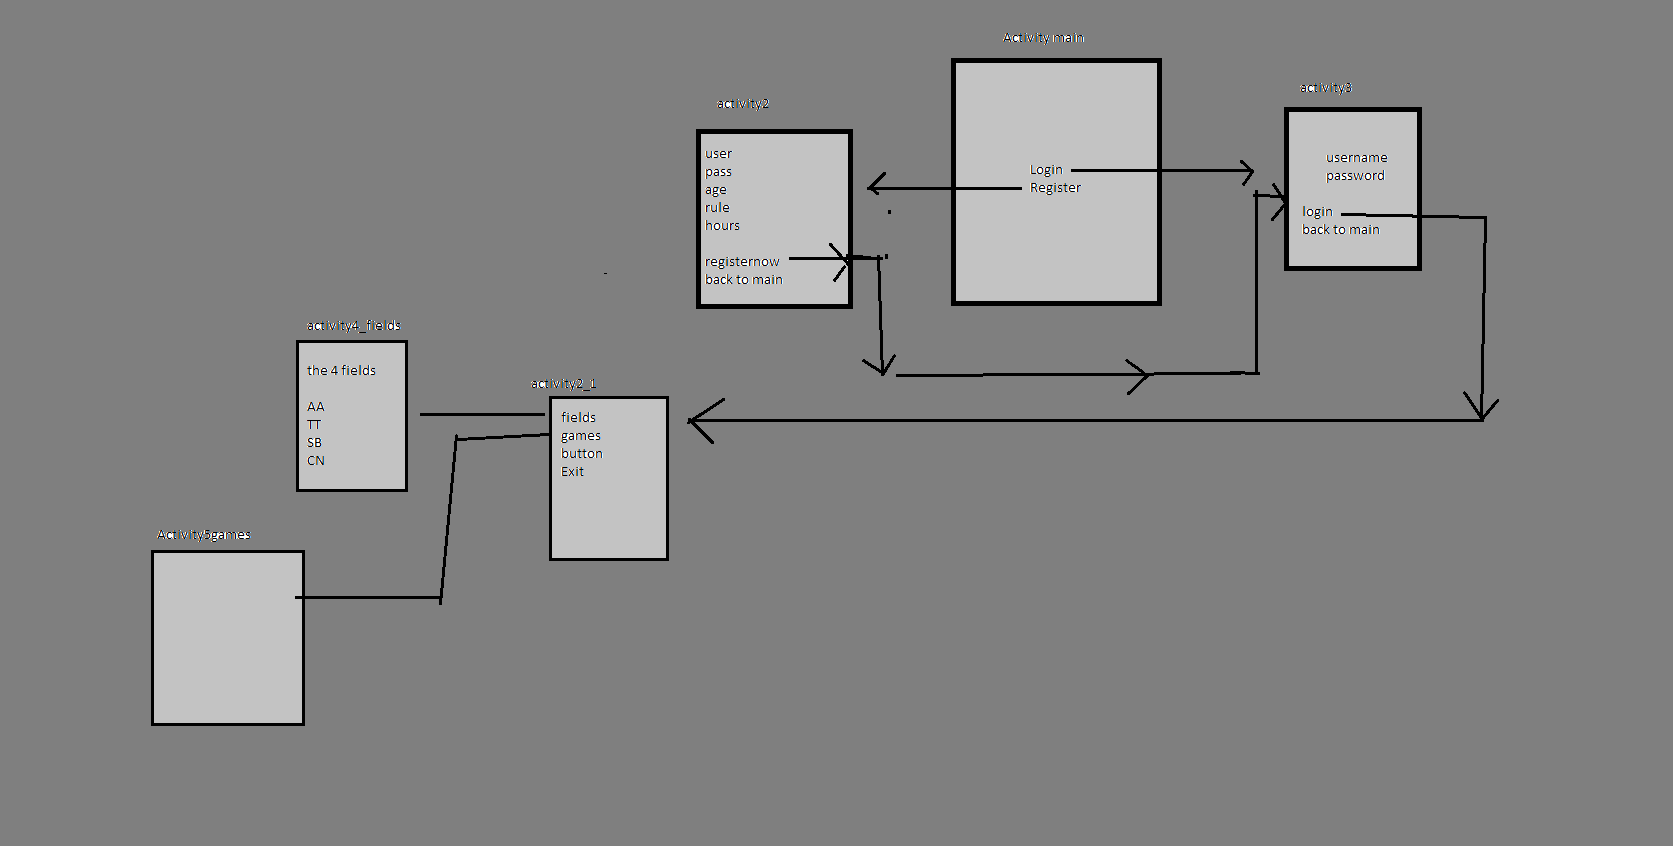 Activity main
Login
Register
activity2
user
pass
age
rule
hours
registernow
back to main
activity3
username
password
login
back to main
activity4_fields
the 4 fields
AA
TT
SB
CN
activity2_1
fields
games
button
Exit
Activity5games